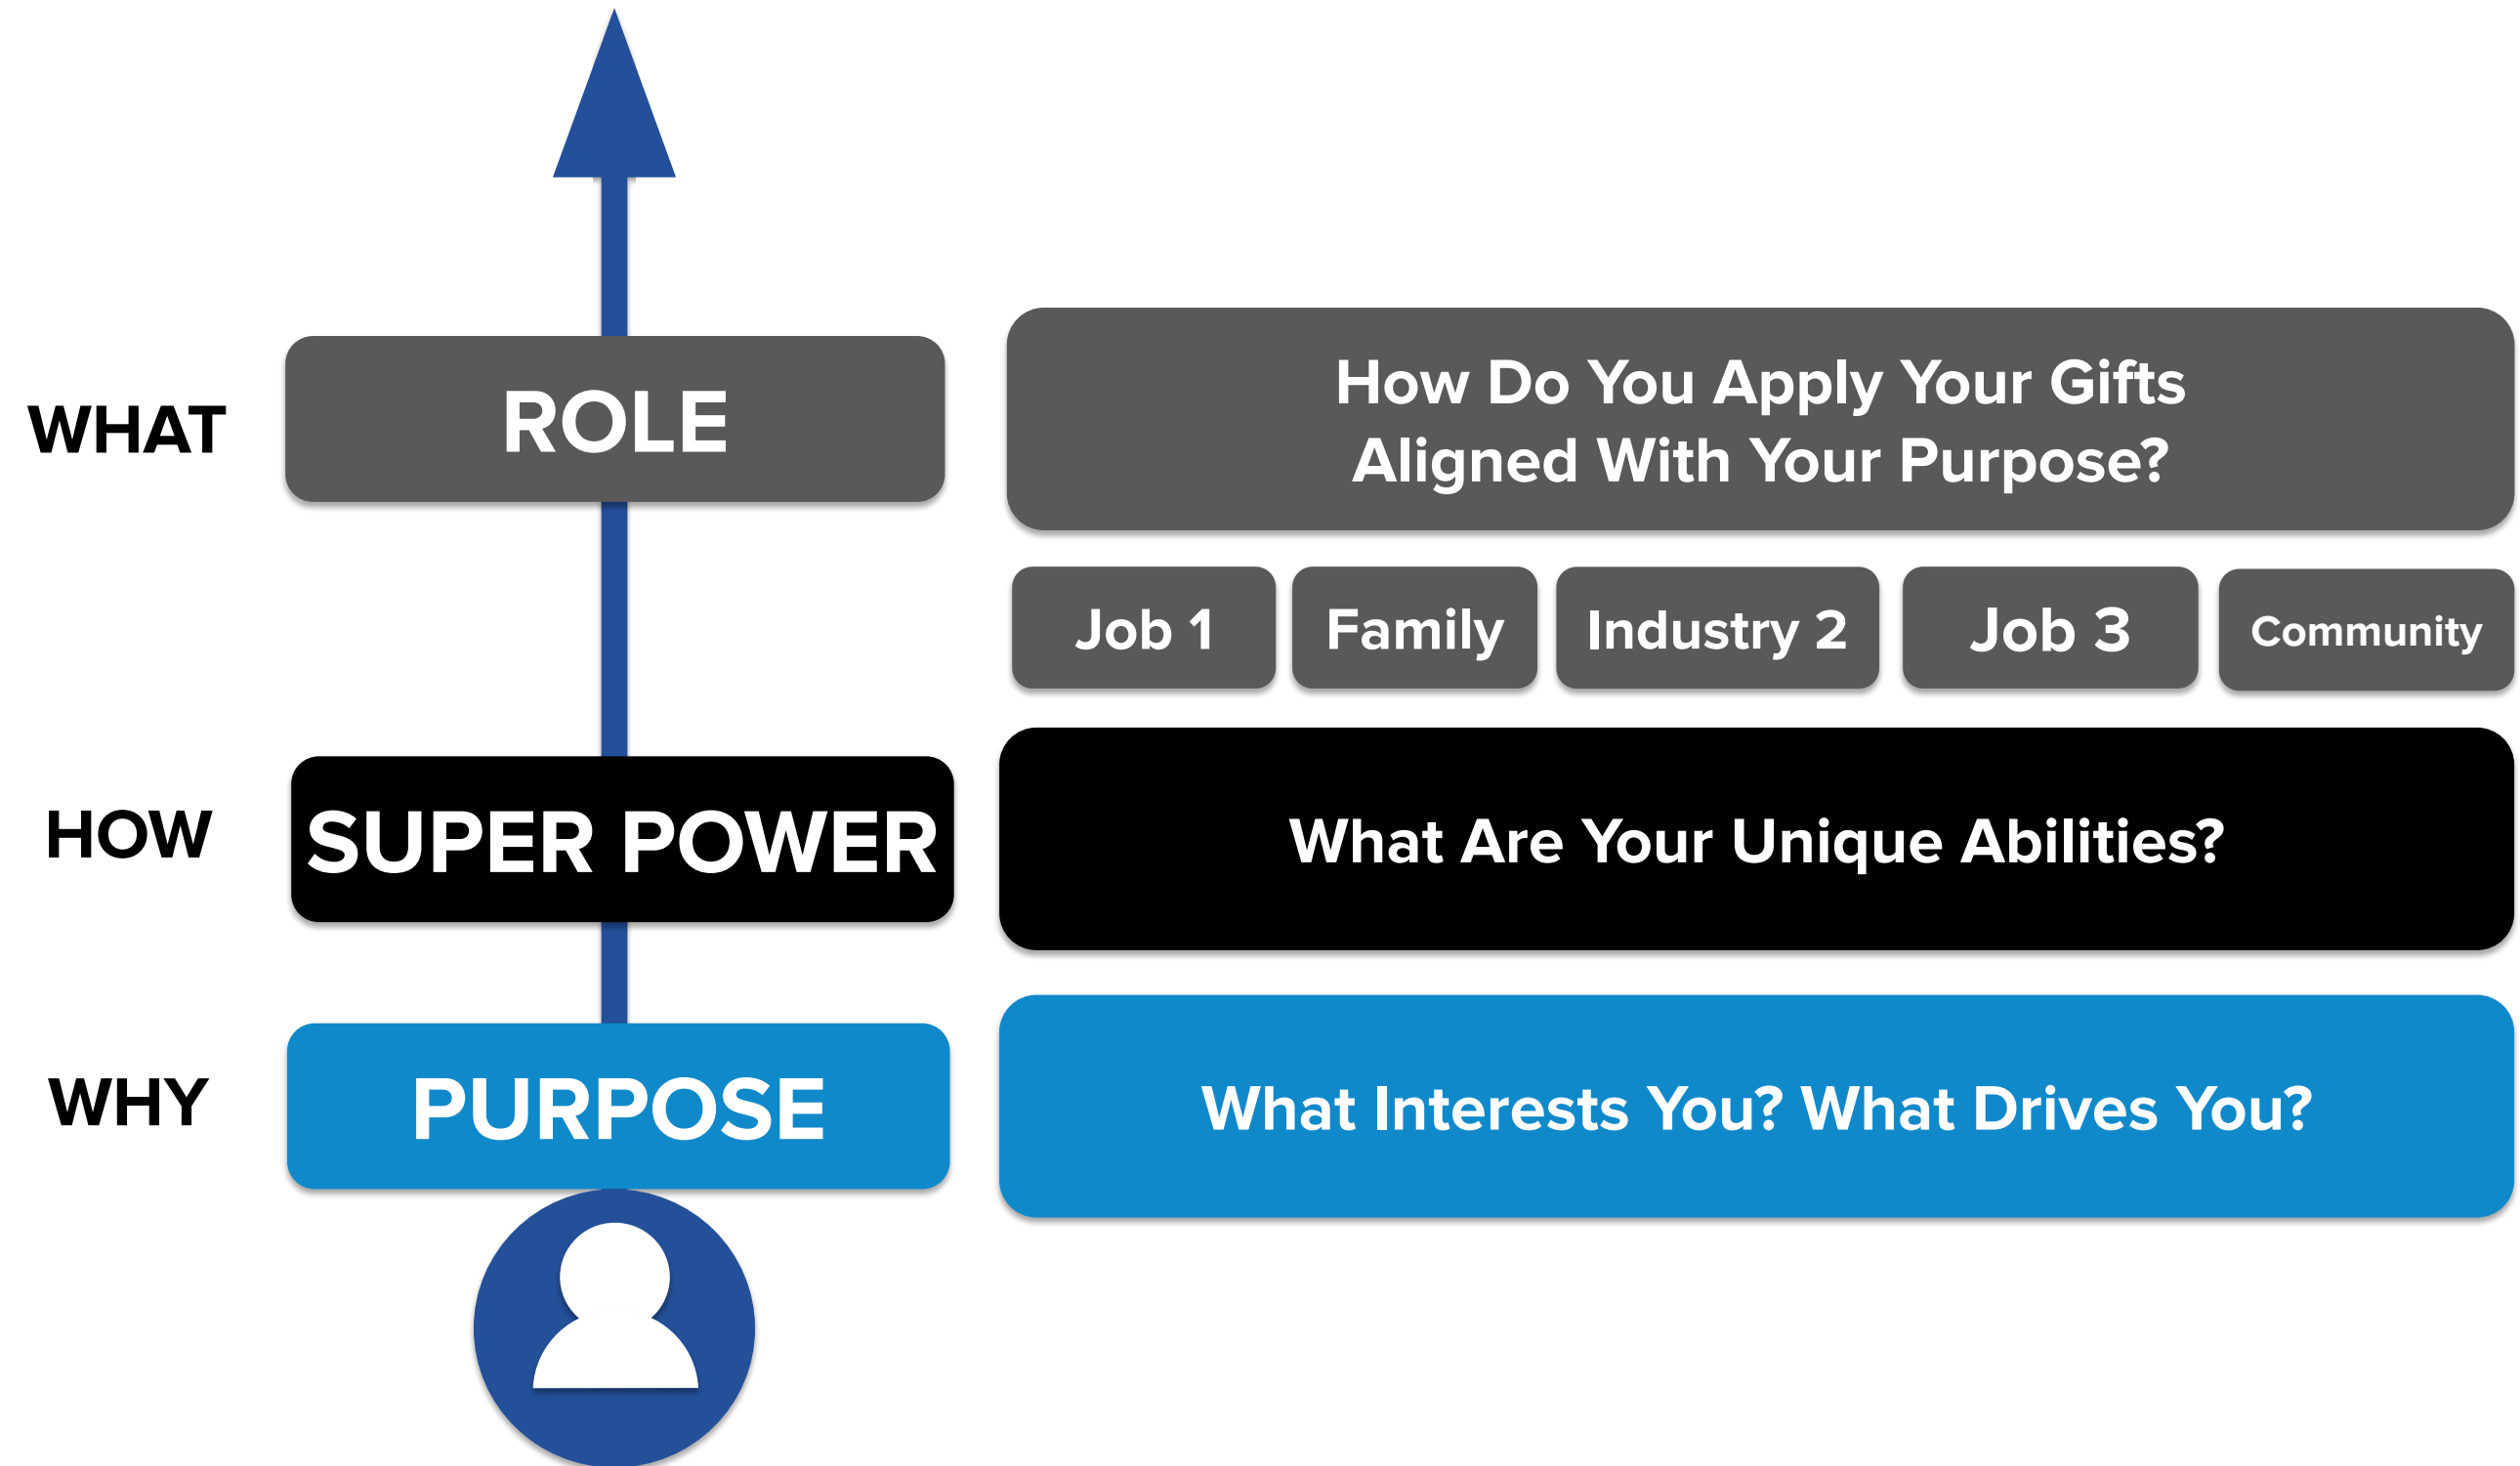 WHAT
ROLE
How Do You Apply Your Gifts
Aligned With Your Purpose?
Job 1
Family
Industry 2
Job 3
Community
HOW
SUPER POWER
What Are Your Unique Abilities?
WHY
PURPOSE
What Interests You? What Drives You?